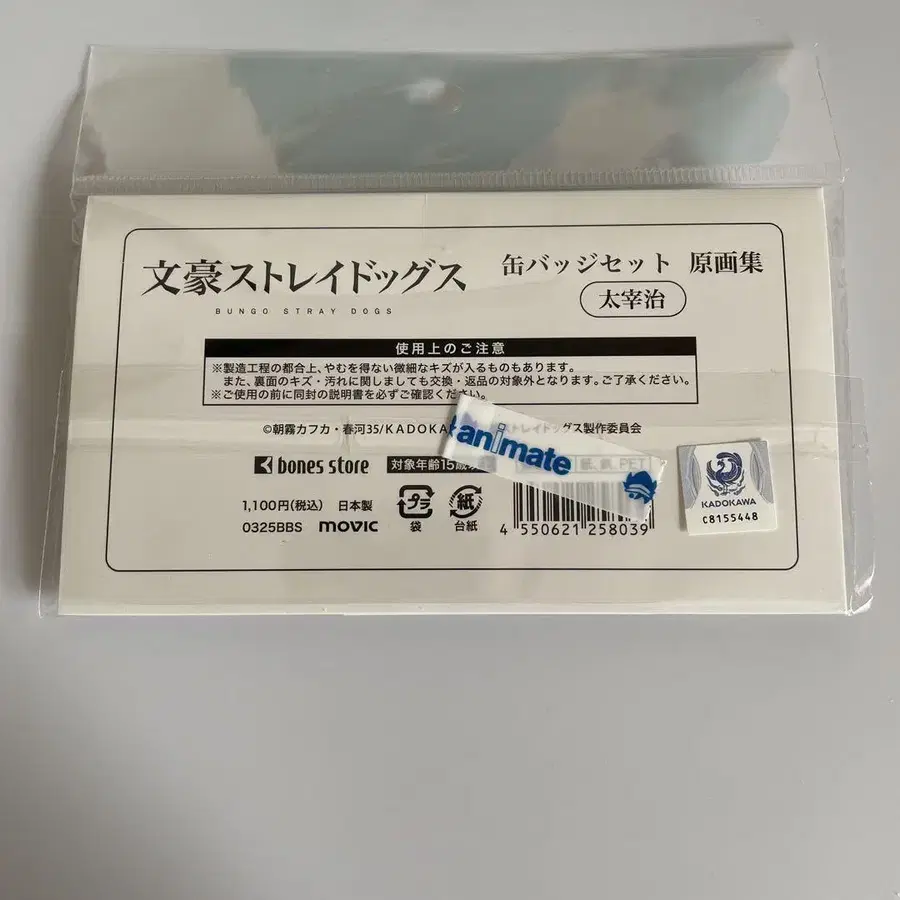 文豪ストレイドッグス
BUNGO STRAY DOGS
缶バッジセット 原画集
太宰治
使用上のご注意
※製造工程の都合上、やむを得ない微細なキズが入るものもあります。
また、裏面のキズ・汚れに関しましても交換・返品の対象外となります。ご了承ください。
※ご使用の前に同封の説明書を必ずご確認ください。
©朝霧カフカ・春河35/KADOKA ストレイドッグス製作委員会
animate
bones store 対象年齢15歳 紙、鉄、PET
1,100円(税込) 日本製 プラ 紙
0325BBS movic 袋 台紙 4 550621 258039
KADOKAWA
C8155448